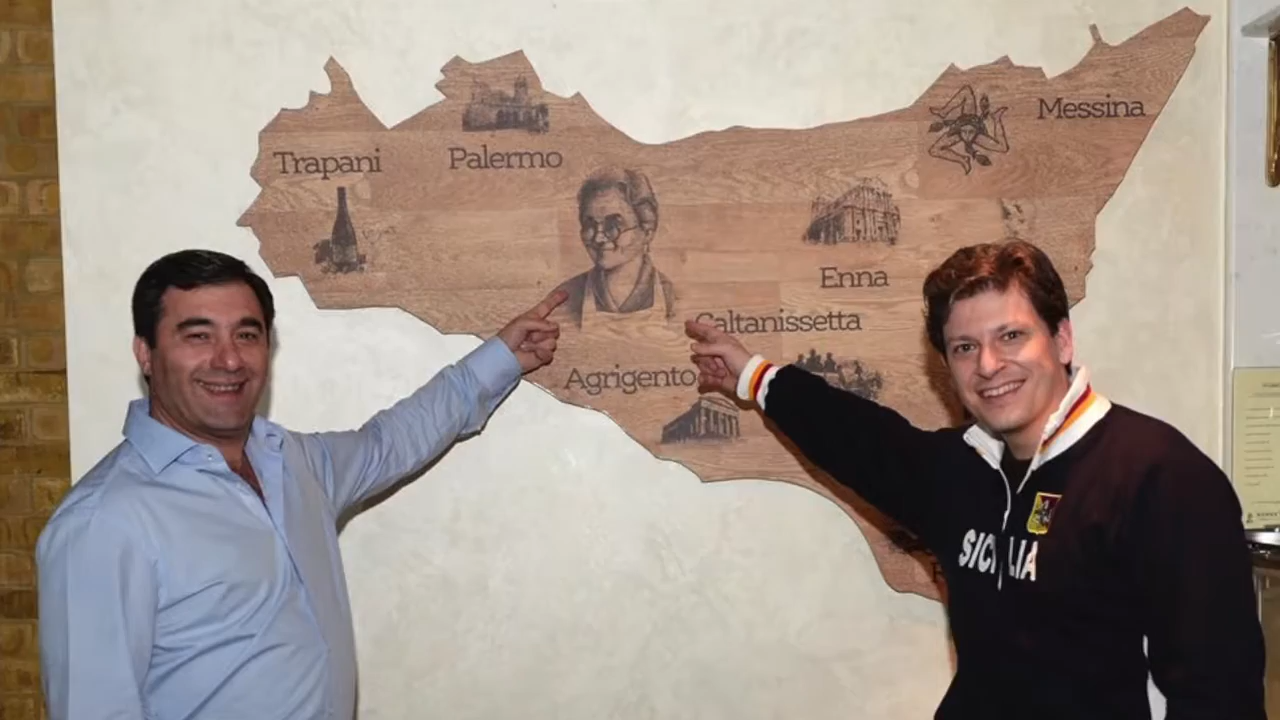 Messina
Trapani
Palermo
Enna
Caltanissetta
Agrigento
SICILIA